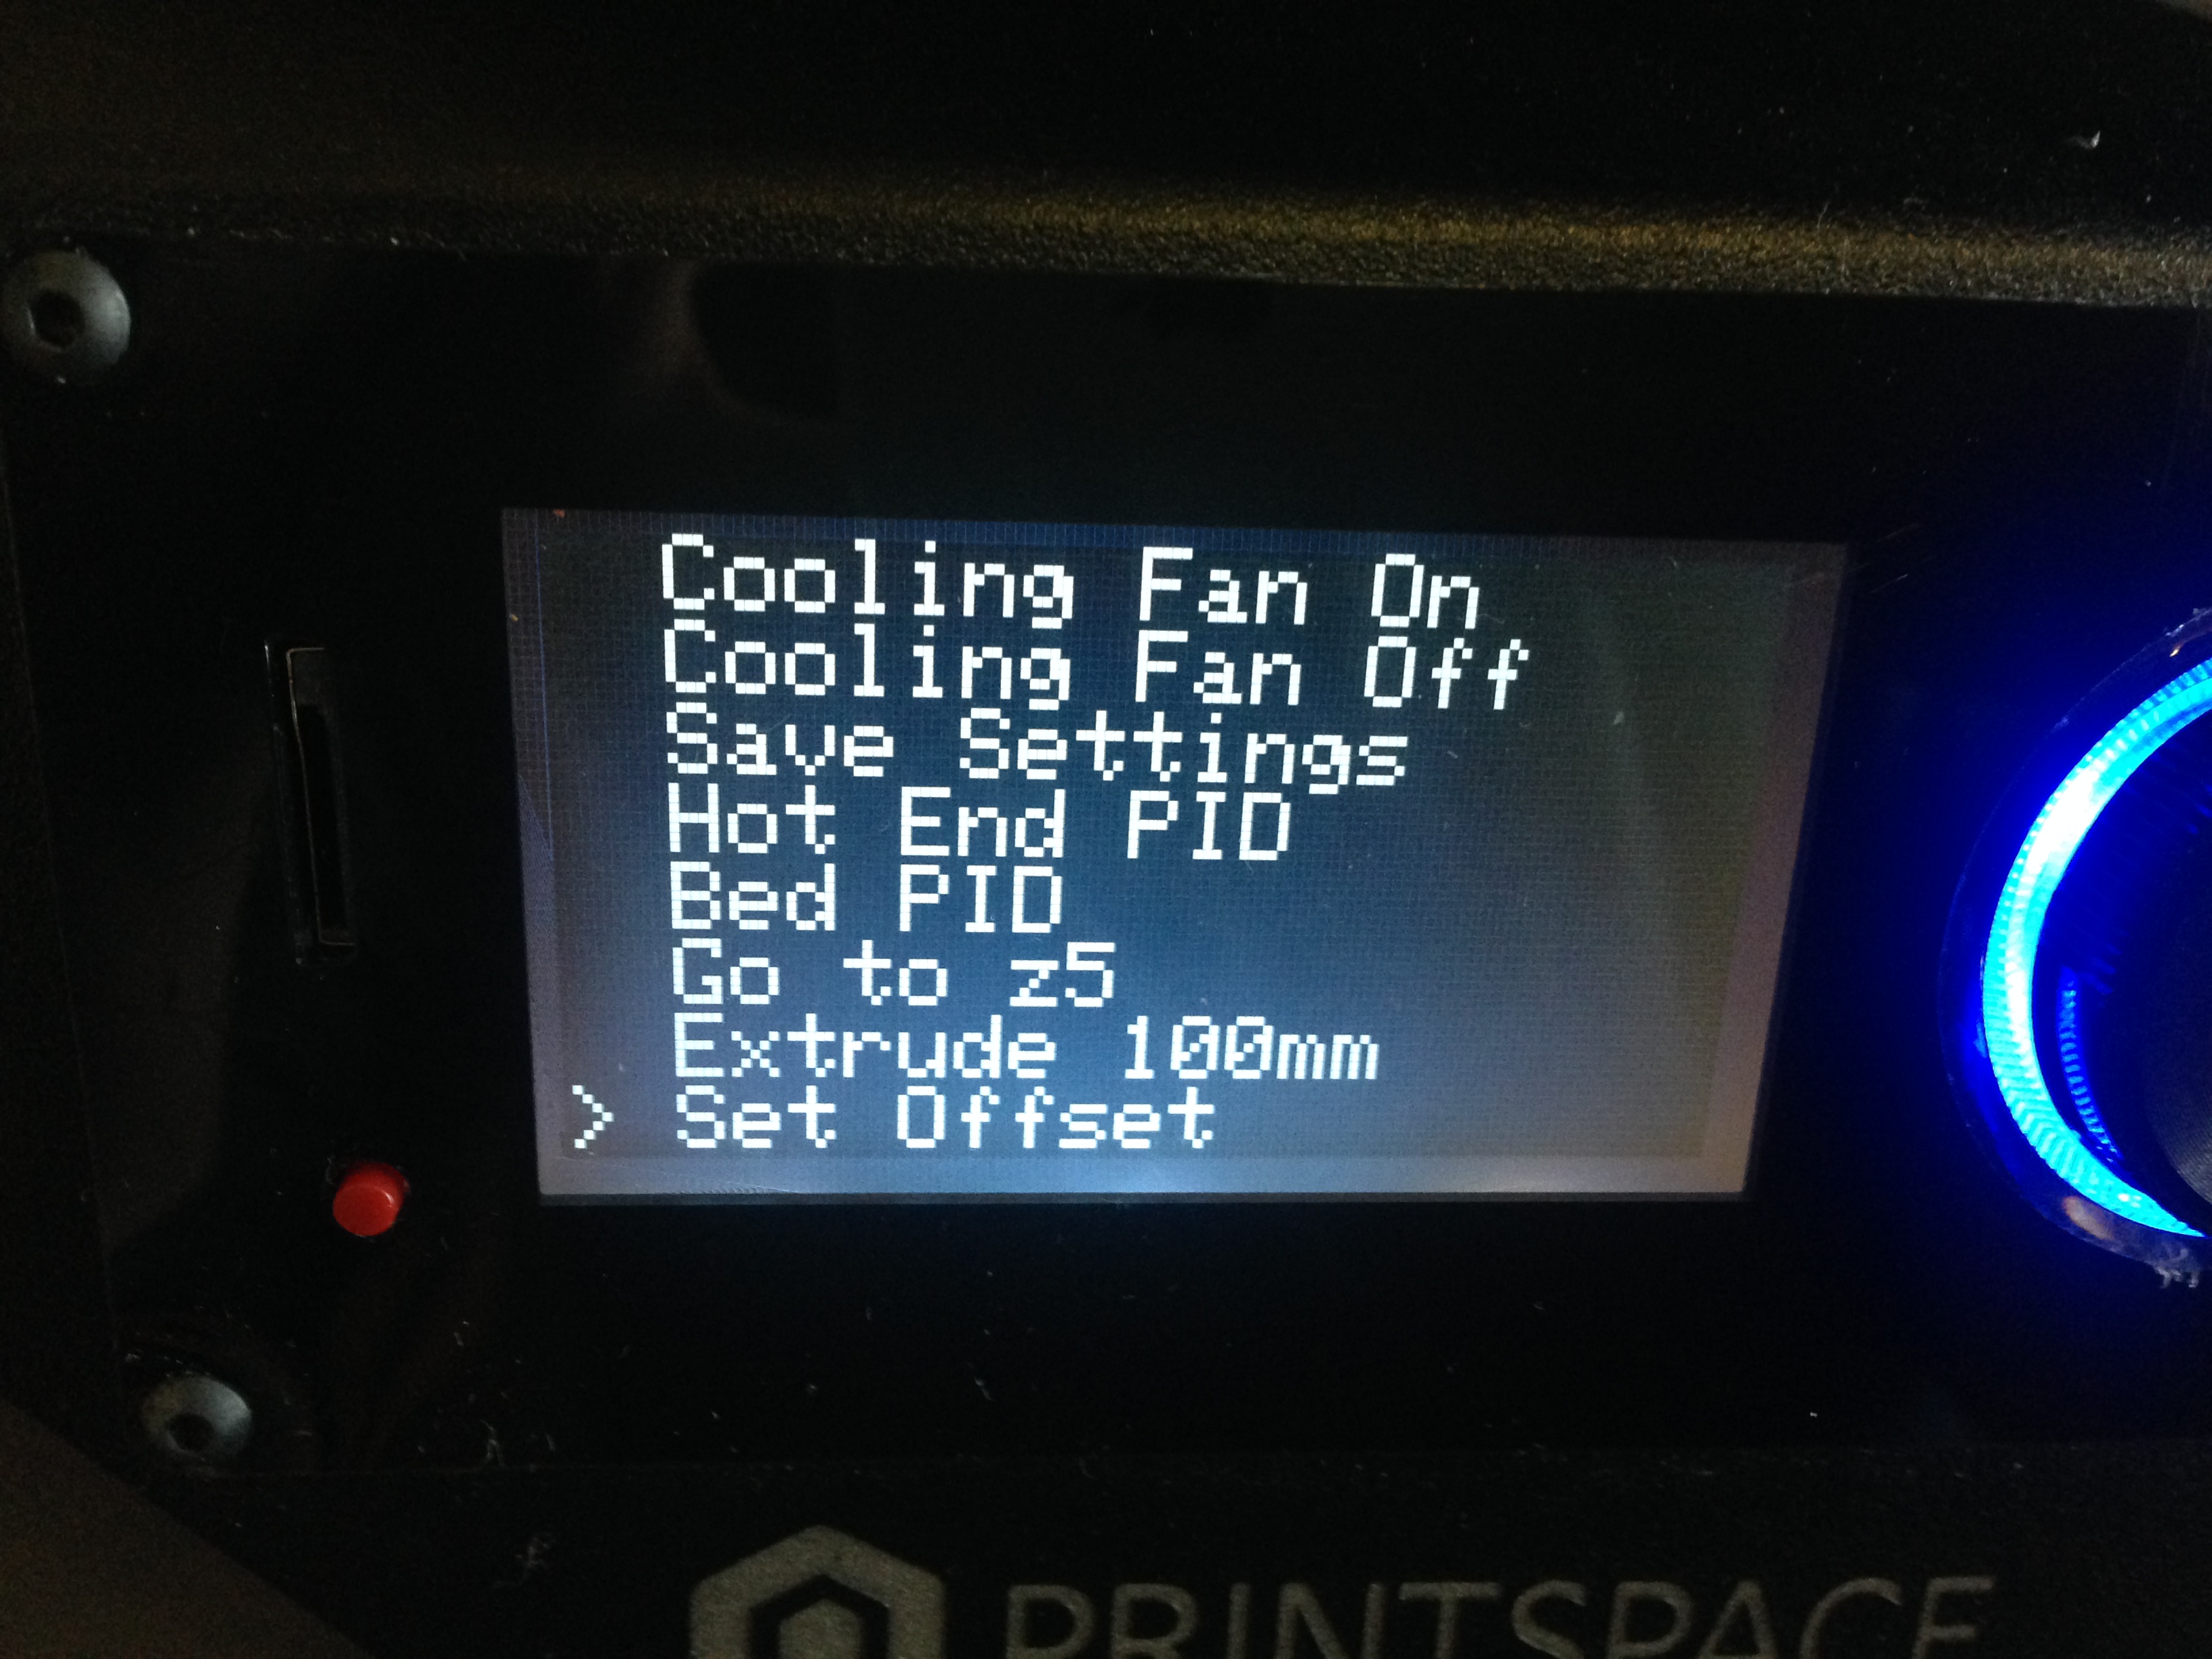 Cooling Fan On
Cooling Fan Off
Save Settings
Hot End PID
Bed PID
Go to z5
Extrude 100mm
> Set Offset
PRINTSPACE